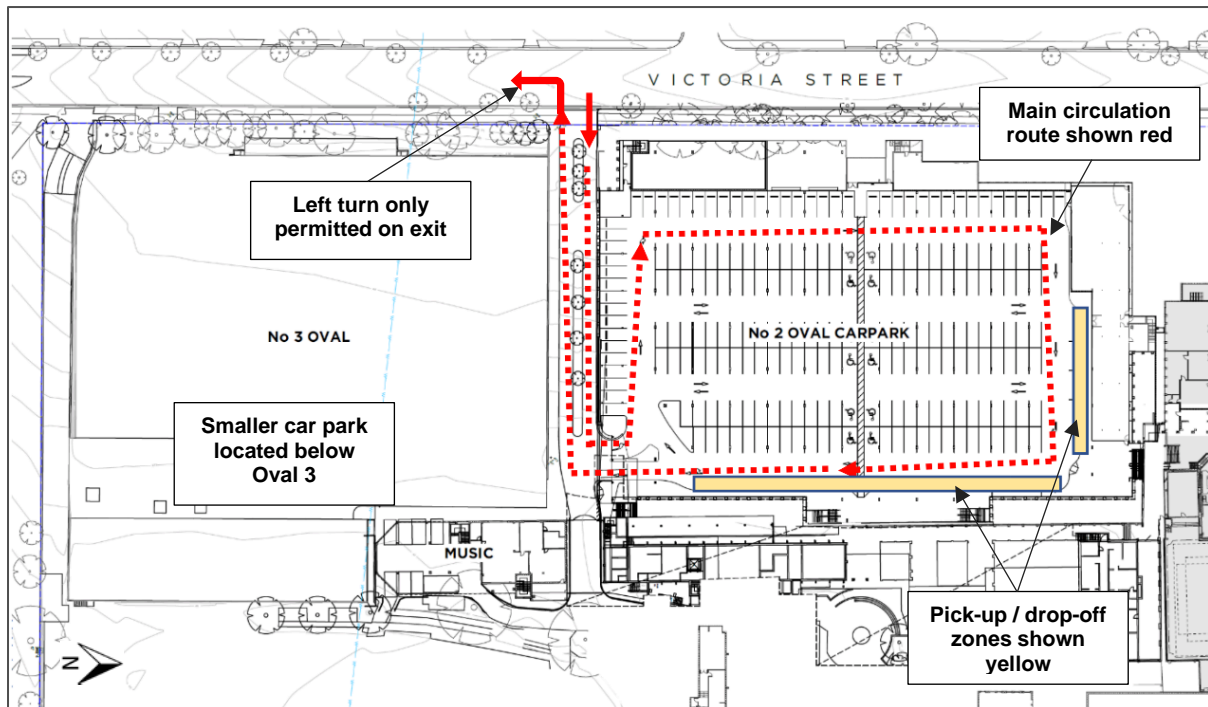 VICTORIA STREET
Main circulation
route shown red
Left turn only
permitted on exit
No 3 OVAL
No 2 OVAL CARPARK
Smaller car park
located below
Oval 3
MUSIC
Pick-up / drop-off
zones shown
yellow
N